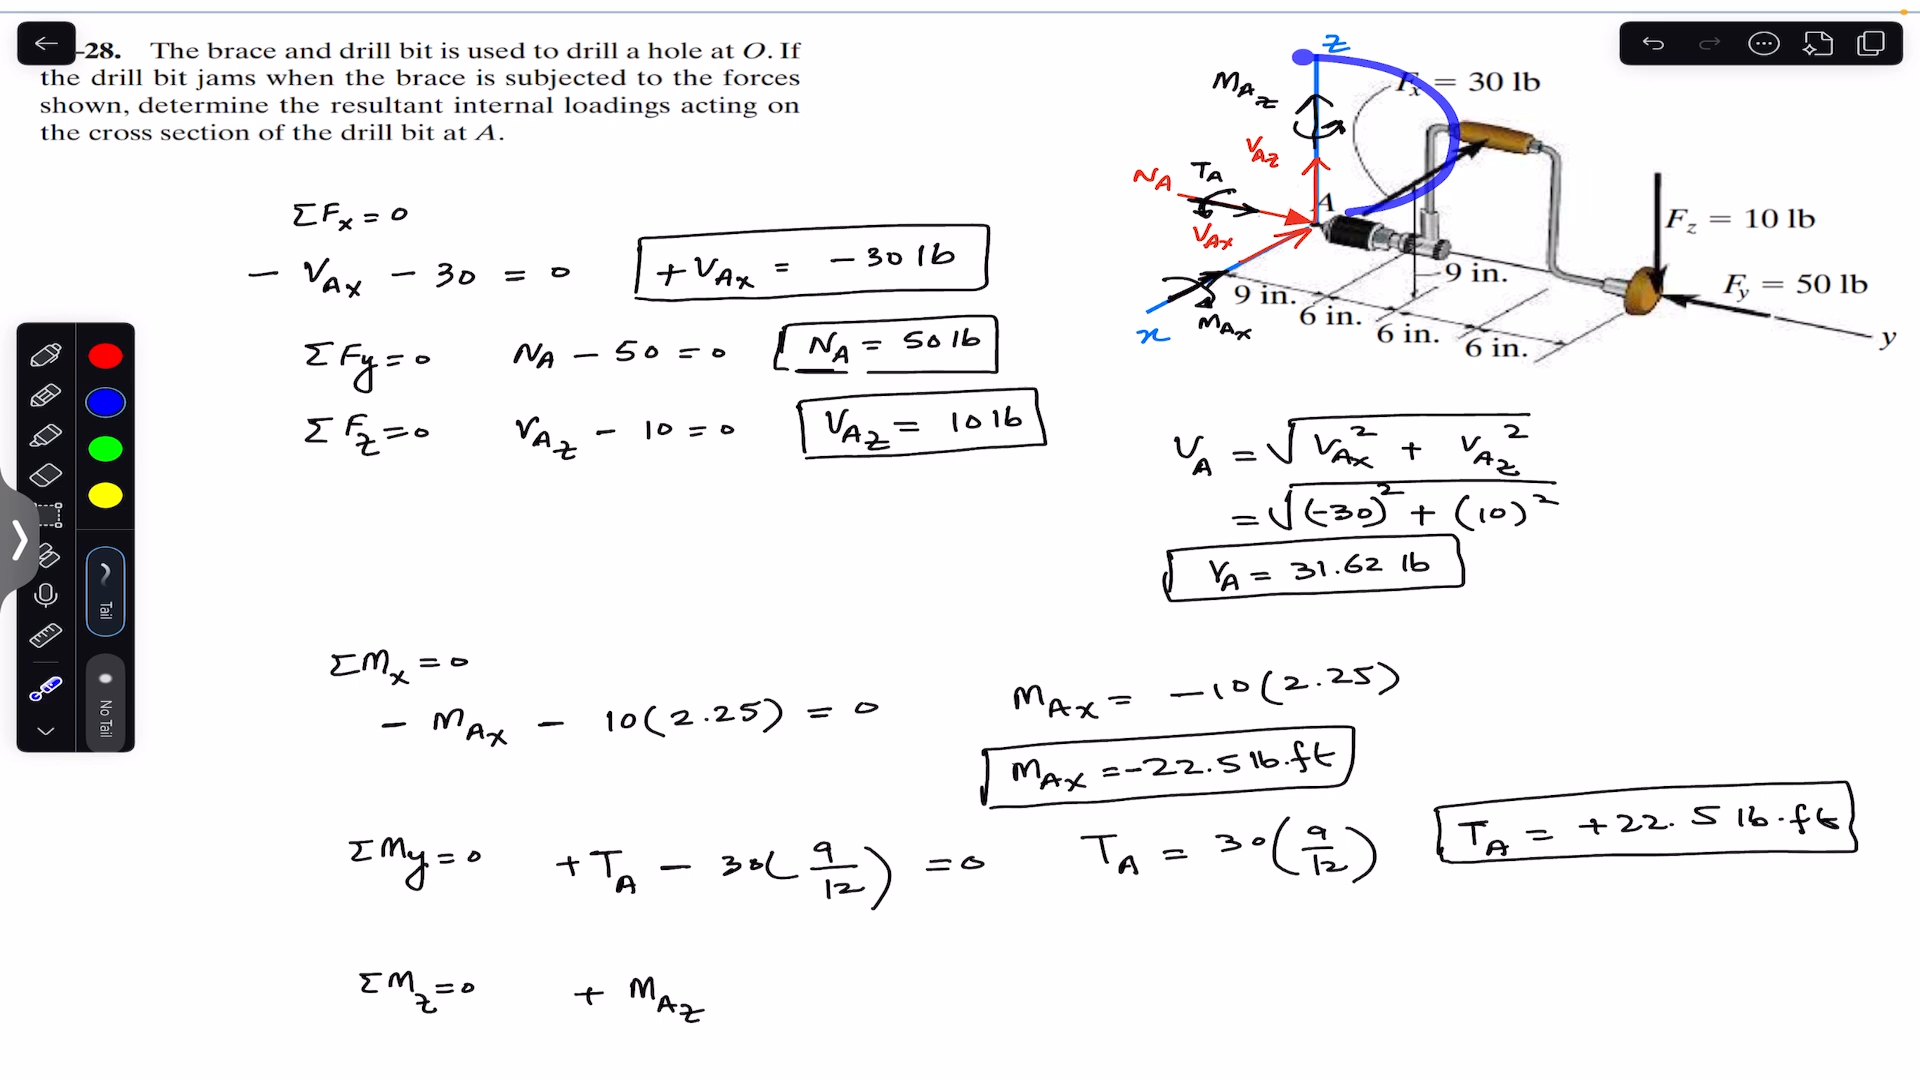 -28. The brace and drill bit is used to drill a hole at O. If
the drill bit jams when the brace is subjected to the forces
shown, determine the resultant internal loadings acting on
the cross section of the drill bit at A.
z
M_Az
F_x = 30 lb
V_Az
N_A
T_A
A
V_Ax
F_z = 10 lb
9 in.
F_y = 50 lb
9 in.
6 in.
6 in.
6 in.
x
M_Ax
y
ΣF_x = 0
- V_Ax - 30 = 0
+ V_Ax = - 30 lb
ΣF_y = 0 N_A - 50 = 0 N_A = 50 lb
ΣF_z = 0 V_Az - 10 = 0 V_Az = 10 lb
V_A = √(V_Ax² + V_Az²)
= √((-30)² + (10)²)
V_A = 31.62 lb
ΣM_x = 0
- M_Ax - 10(2.25) = 0
M_Ax = -10(2.25)
M_Ax = -22.5 lb.ft
ΣM_y = 0 + T_A - 30(9/12) = 0 T_A = 30(9/12) T_A = +22.5 lb.ft
ΣM_z = 0 + M_Az
Tail
No Tail